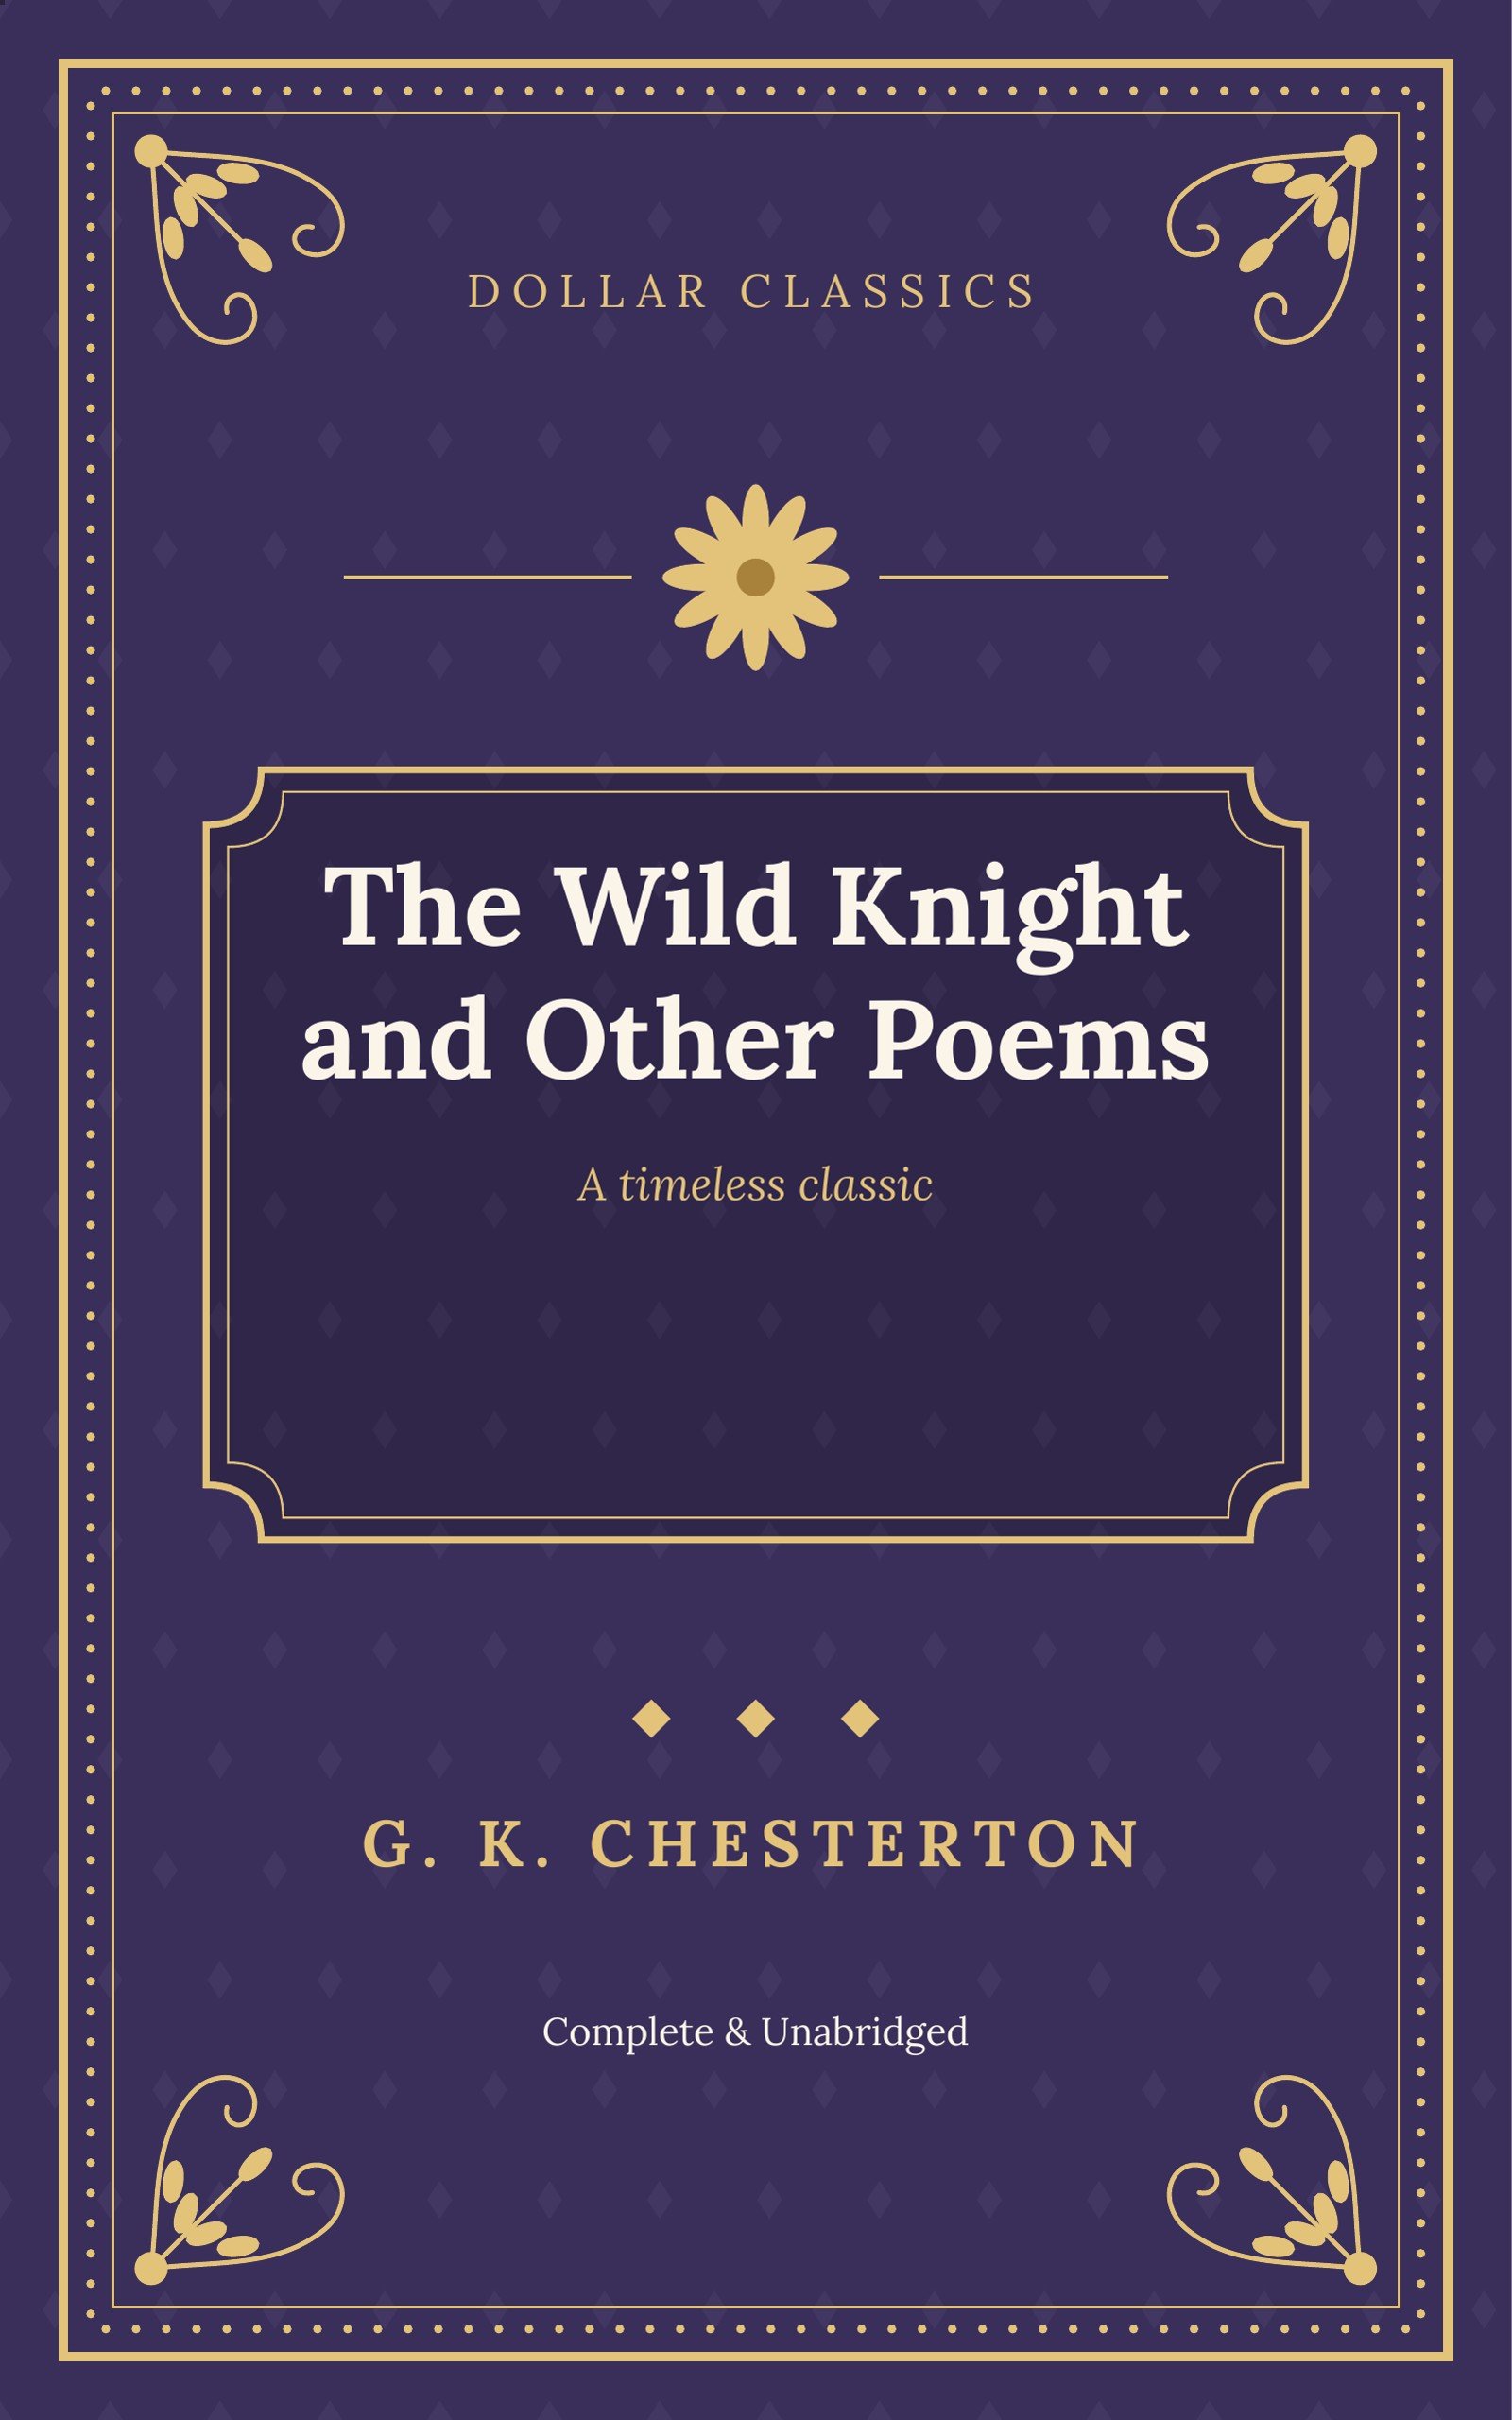 DOLLAR CLASSICS
The Wild Knight
and Other Poems
A timeless classic
G. K. CHESTERTON
Complete & Unabridged